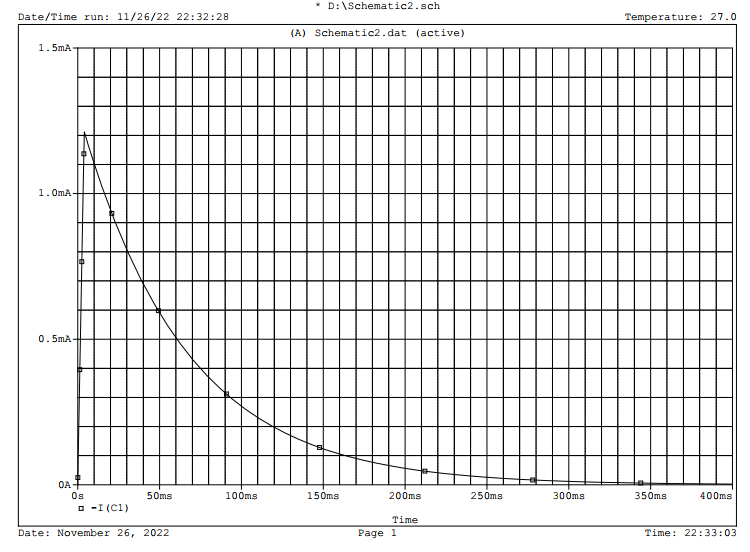 * D:\Schematic2.sch
Date/Time run: 11/26/22 22:32:28
Temperature: 27.0
(A) Schematic2.dat (active)
1.5mA
1.0mA
0.5mA
0A
0s 50ms 100ms 150ms 200ms 250ms 300ms 350ms 400ms
-I(C1)
Time
Date: November 26, 2022
Page 1
Time: 22:33:03